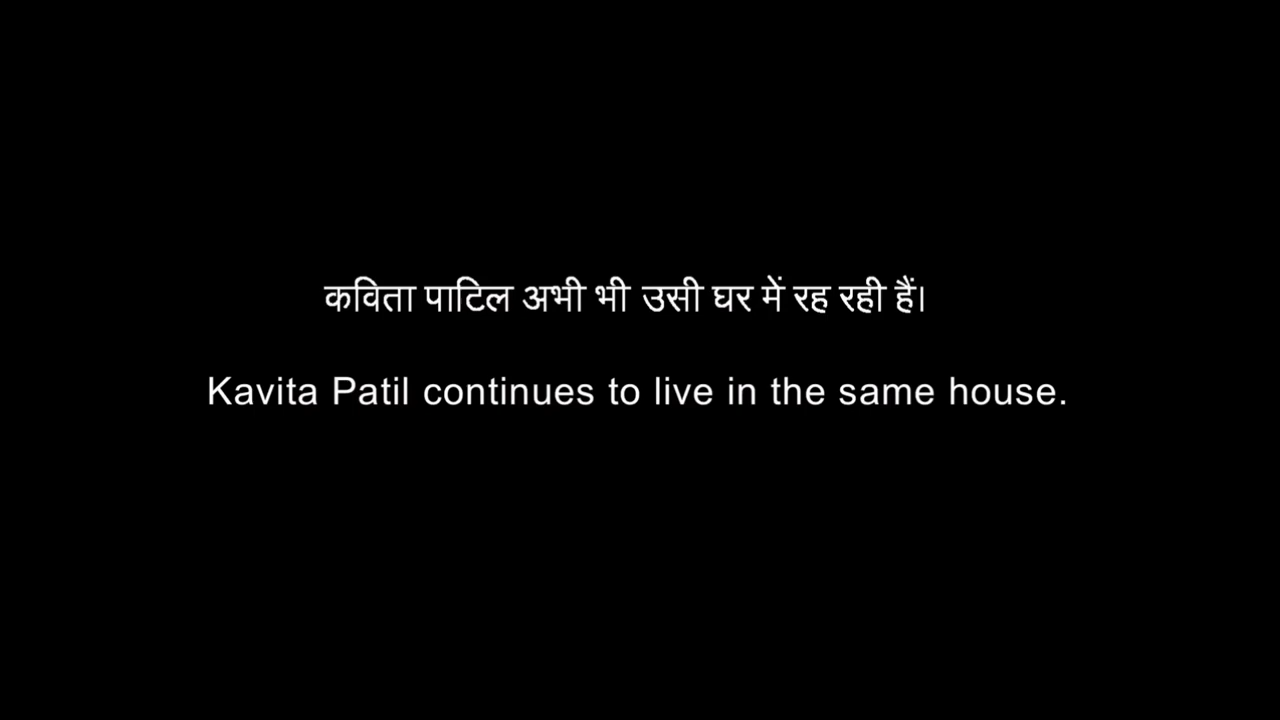 कविता पाटिल अभी भी उसी घर में रह रही हैं।
Kavita Patil continues to live in the same house.